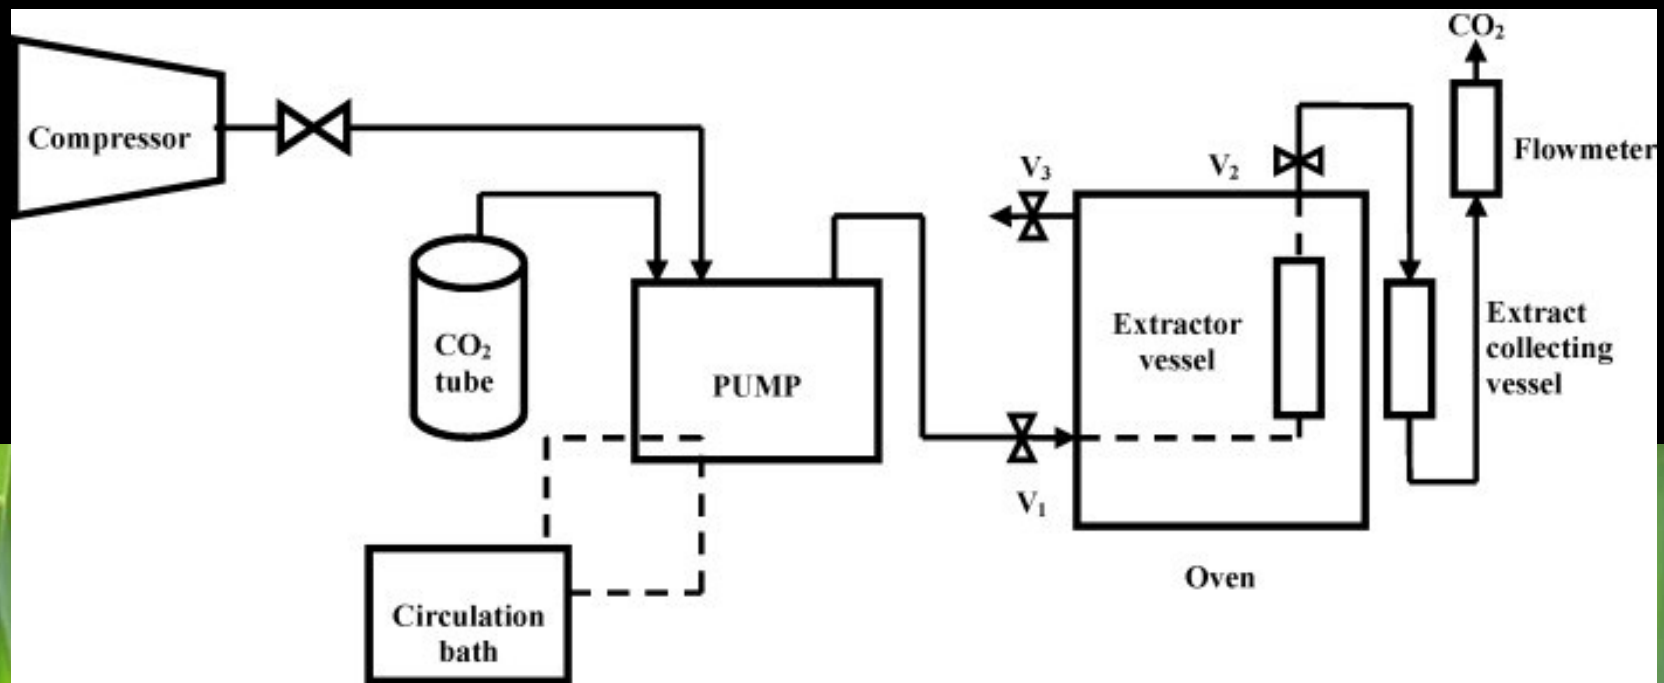 CO₂
Compressor
Flowmeter
V₃
V₂
Extractor
vessel
Extract
collecting
vessel
CO₂
tube
PUMP
V₁
Oven
Circulation
bath